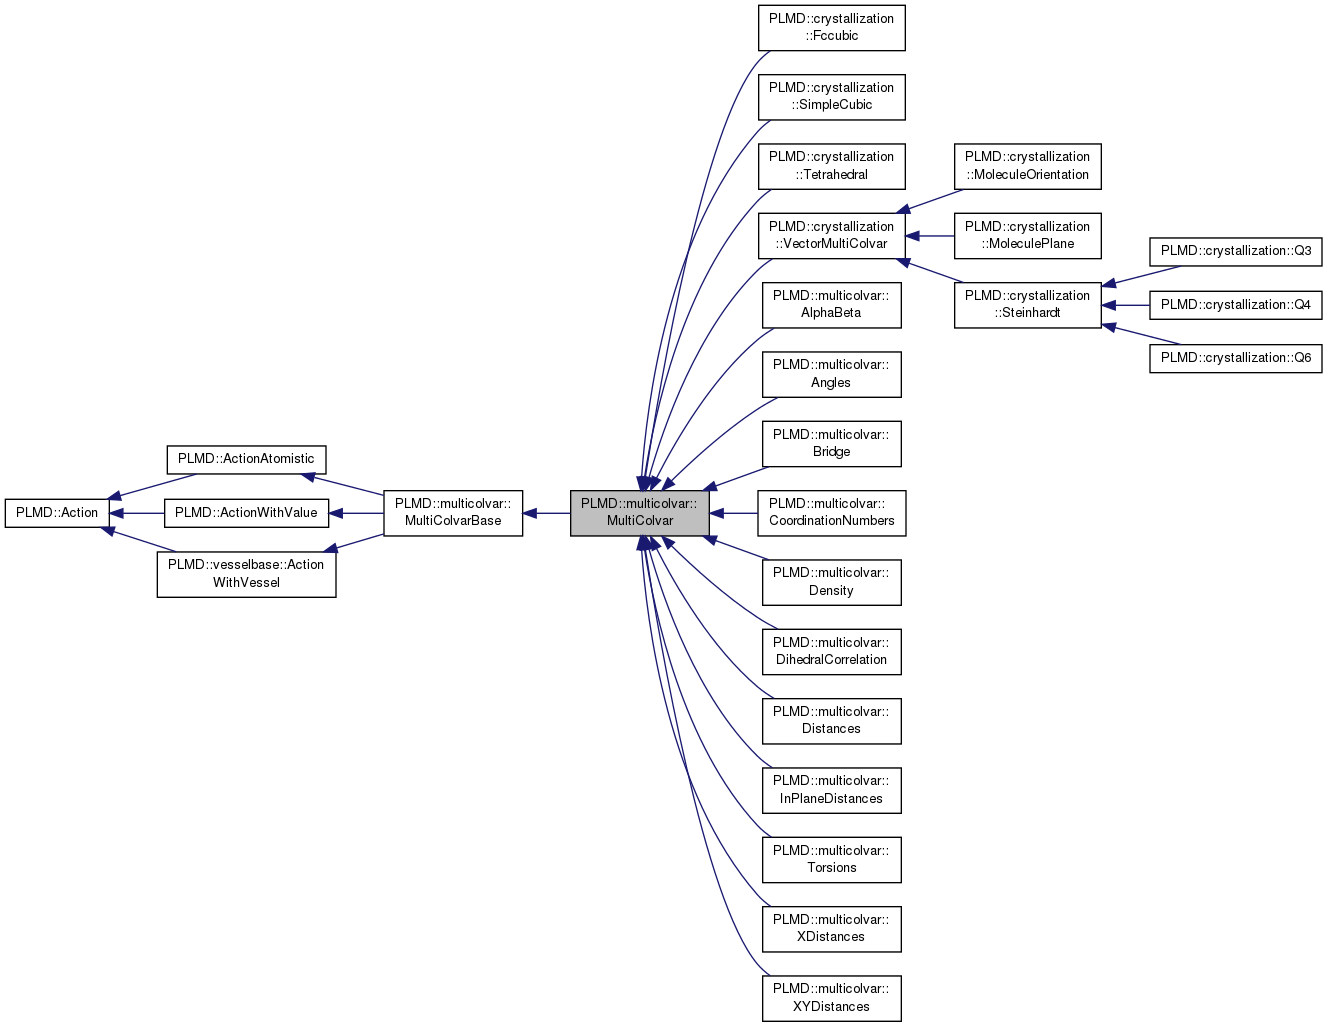 PLMD::Action
PLMD::ActionAtomistic
PLMD::ActionWithValue
PLMD::vesselbase::Action
WithVessel
PLMD::multicolvar::
MultiColvarBase
PLMD::multicolvar::
MultiColvar
PLMD::crystallization
::Fccubic
PLMD::crystallization
::SimpleCubic
PLMD::crystallization
::Tetrahedral
PLMD::crystallization
::VectorMultiColvar
PLMD::multicolvar::
AlphaBeta
PLMD::multicolvar::
Angles
PLMD::multicolvar::
Bridge
PLMD::multicolvar::
CoordinationNumbers
PLMD::multicolvar::
Density
PLMD::multicolvar::
DihedralCorrelation
PLMD::multicolvar::
Distances
PLMD::multicolvar::
InPlaneDistances
PLMD::multicolvar::
Torsions
PLMD::multicolvar::
XDistances
PLMD::multicolvar::
XYDistances
PLMD::crystallization
::MoleculeOrientation
PLMD::crystallization
::MoleculePlane
PLMD::crystallization
::Steinhardt
PLMD::crystallization::Q3
PLMD::crystallization::Q4
PLMD::crystallization::Q6